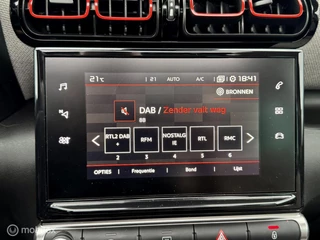 21°C 21 AUTO A/C 18:41
BRONNEN
DAB / Zender valt weg
RTL2 DAB+ RFM NOSTALGIE RTL RMC
2 3 4 5 6
OPTIES Frequentie Band Lijst
Marktplaats